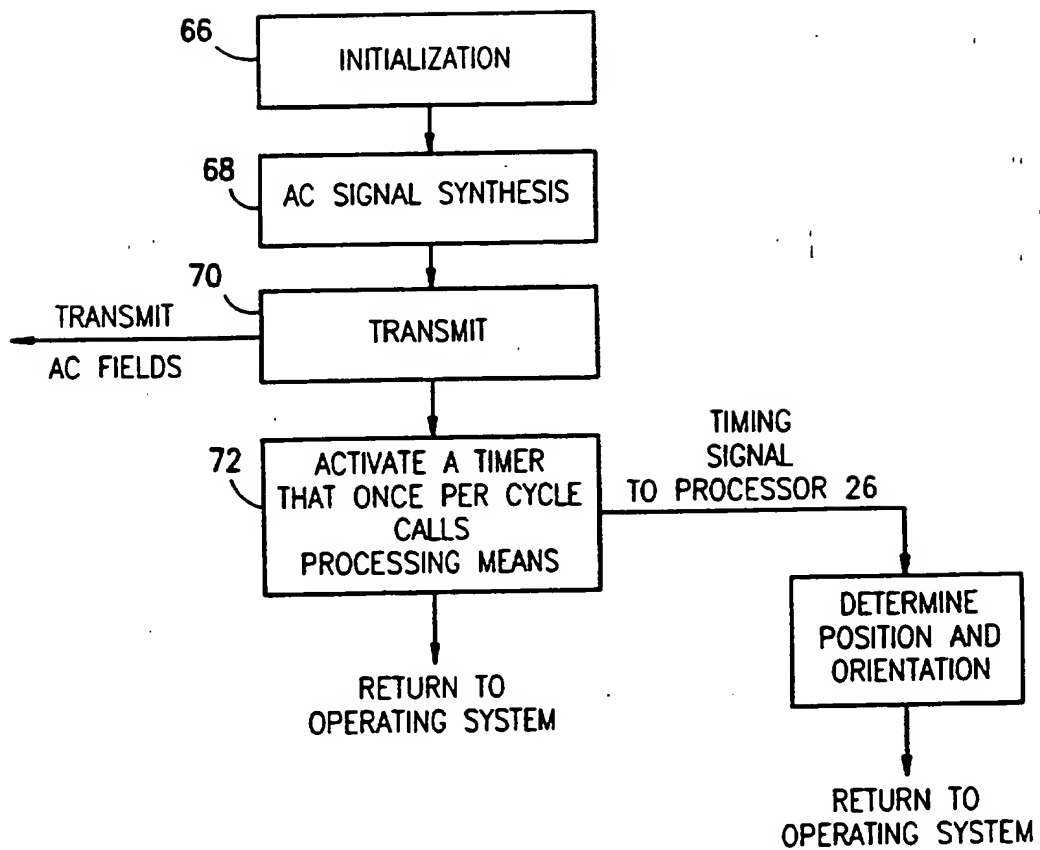 66
INITIALIZATION
68
AC SIGNAL SYNTHESIS
70
TRANSMIT
TRANSMIT
AC FIELDS
72
ACTIVATE A TIMER
THAT ONCE PER CYCLE
CALLS
PROCESSING MEANS
TIMING
SIGNAL
TO PROCESSOR 26
DETERMINE
POSITION AND
ORIENTATION
RETURN TO
OPERATING SYSTEM
RETURN TO
OPERATING SYSTEM